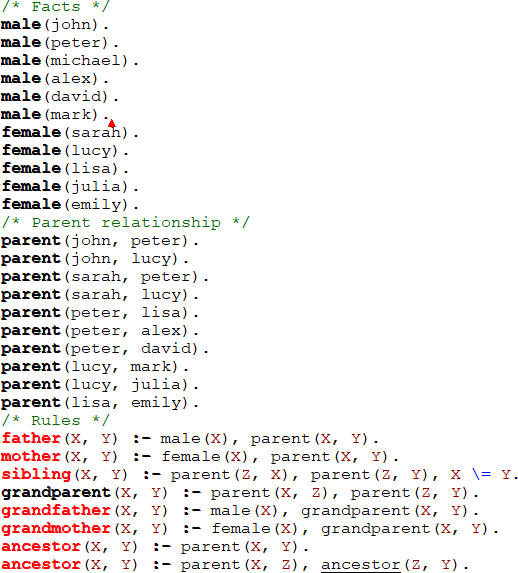 /* Facts */
male(john).
male(peter).
male(michael).
male(alex).
male(david).
male(mark).
female(sarah).
female(lucy).
female(lisa).
female(julia).
female(emily).
/* Parent relationship */
parent(john, peter).
parent(john, lucy).
parent(sarah, peter).
parent(sarah, lucy).
parent(peter, lisa).
parent(peter, alex).
parent(peter, david).
parent(lucy, mark).
parent(lucy, julia).
parent(lisa, emily).
/* Rules */
father(X, Y) :- male(X), parent(X, Y).
mother(X, Y) :- female(X), parent(X, Y).
sibling(X, Y) :- parent(Z, X), parent(Z, Y), X \= Y.
grandparent(X, Y) :- parent(X, Z), parent(Z, Y).
grandfather(X, Y) :- male(X), grandparent(X, Y).
grandmother(X, Y) :- female(X), grandparent(X, Y).
ancestor(X, Y) :- parent(X, Y).
ancestor(X, Y) :- parent(X, Z), ancestor(Z, Y).